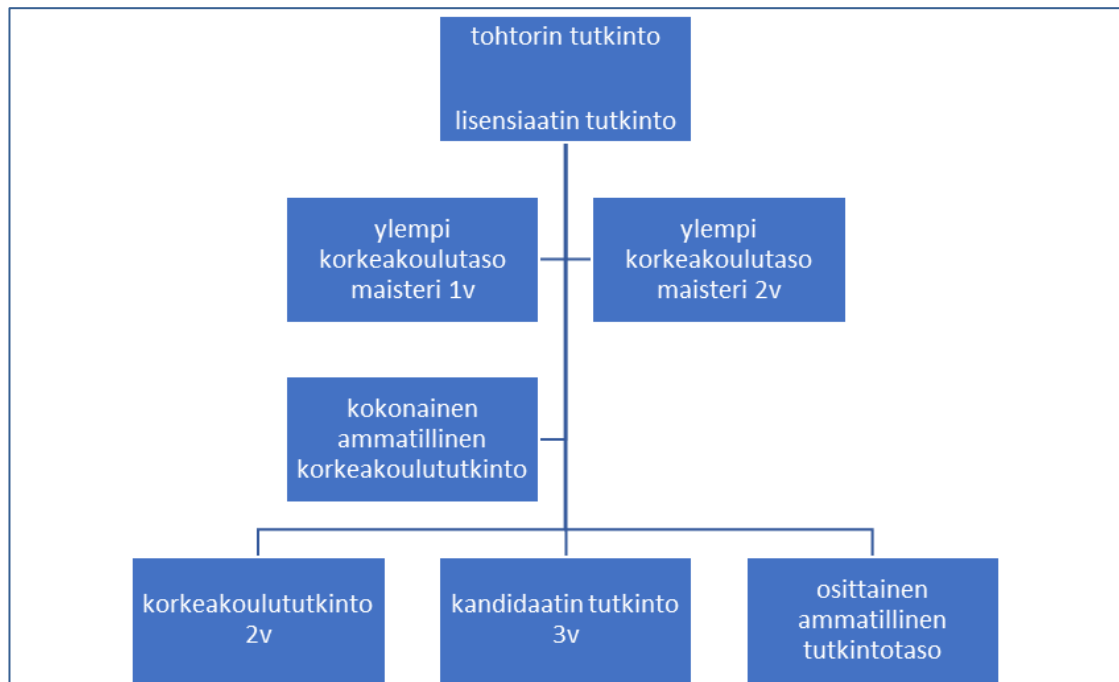 tohtorin tutkinto
lisensiaatin tutkinto
ylempi
korkeakoulutaso
maisteri 1v
ylempi
korkeakoulutaso
maisteri 2v
kokonainen
ammatillinen
korkeakoulututkinto
korkeakoulututkinto
2v
kandidaatin tutkinto
3v
osittainen
ammatillinen
tutkintotaso